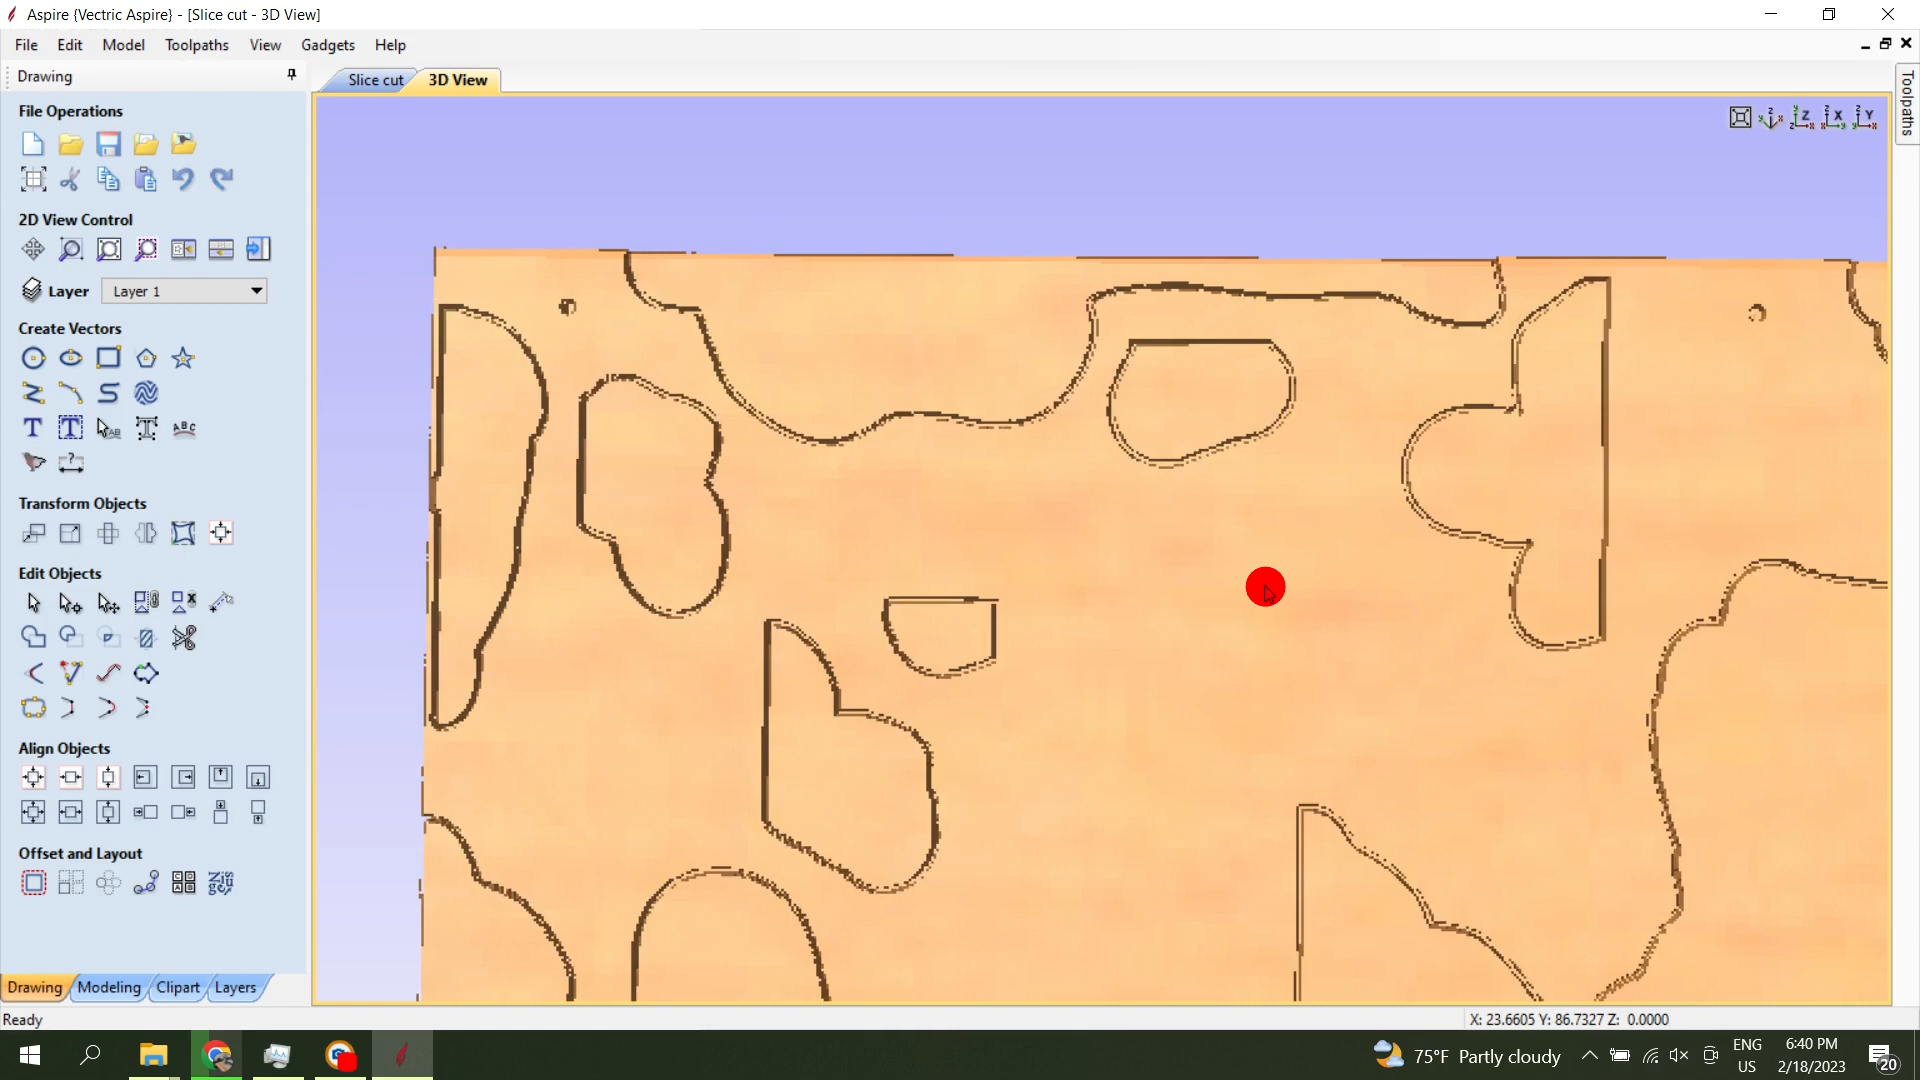 Aspire {Vectric Aspire} - [Slice cut - 3D View]
File Edit Model Toolpaths View Gadgets Help
Drawing
Slice cut
3D View
Toolpaths
File Operations
2D View Control
Layer
Layer 1
Create Vectors
Transform Objects
Edit Objects
Align Objects
Offset and Layout
Drawing Modeling Clipart Layers
Ready
X: 23.6605 Y: 86.7327 Z: 0.0000
75°F Partly cloudy
ENG
US
6:40 PM
2/18/2023
20